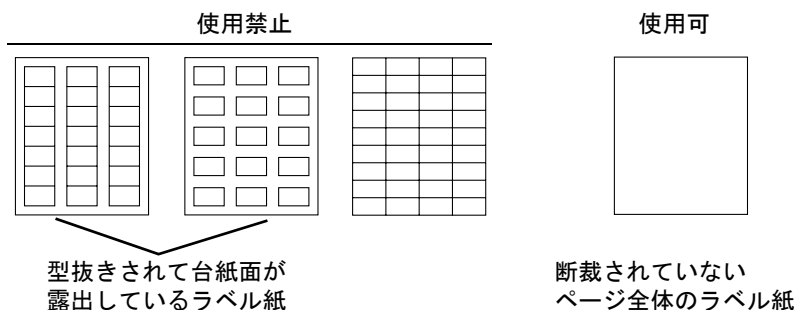 使用禁止
使用可
型抜きされて台紙面が
露出しているラベル紙
断裁されていない
ページ全体のラベル紙